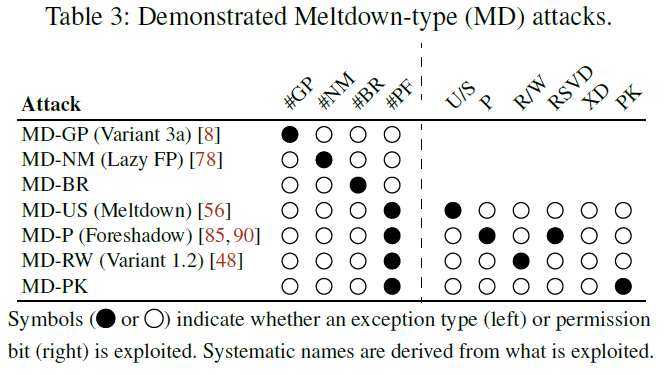 Table 3: Demonstrated Meltdown-type (MD) attacks.
Attack #GP #NM #BR #PF U/S P R/W RSVD XD PK
MD-GP (Variant 3a) [8] ● ○ ○ ○
MD-NM (Lazy FP) [78] ○ ● ○ ○
MD-BR ○ ○ ● ○
MD-US (Meltdown) [56] ○ ○ ○ ● ● ○ ○ ○ ○ ○
MD-P (Foreshadow) [85,90] ○ ○ ○ ● ○ ● ○ ● ○ ○
MD-RW (Variant 1.2) [48] ○ ○ ○ ● ○ ○ ● ○ ○ ○
MD-PK ○ ○ ○ ● ○ ○ ○ ○ ○ ●
Symbols (● or ○) indicate whether an exception type (left) or permission
bit (right) is exploited. Systematic names are derived from what is exploited.